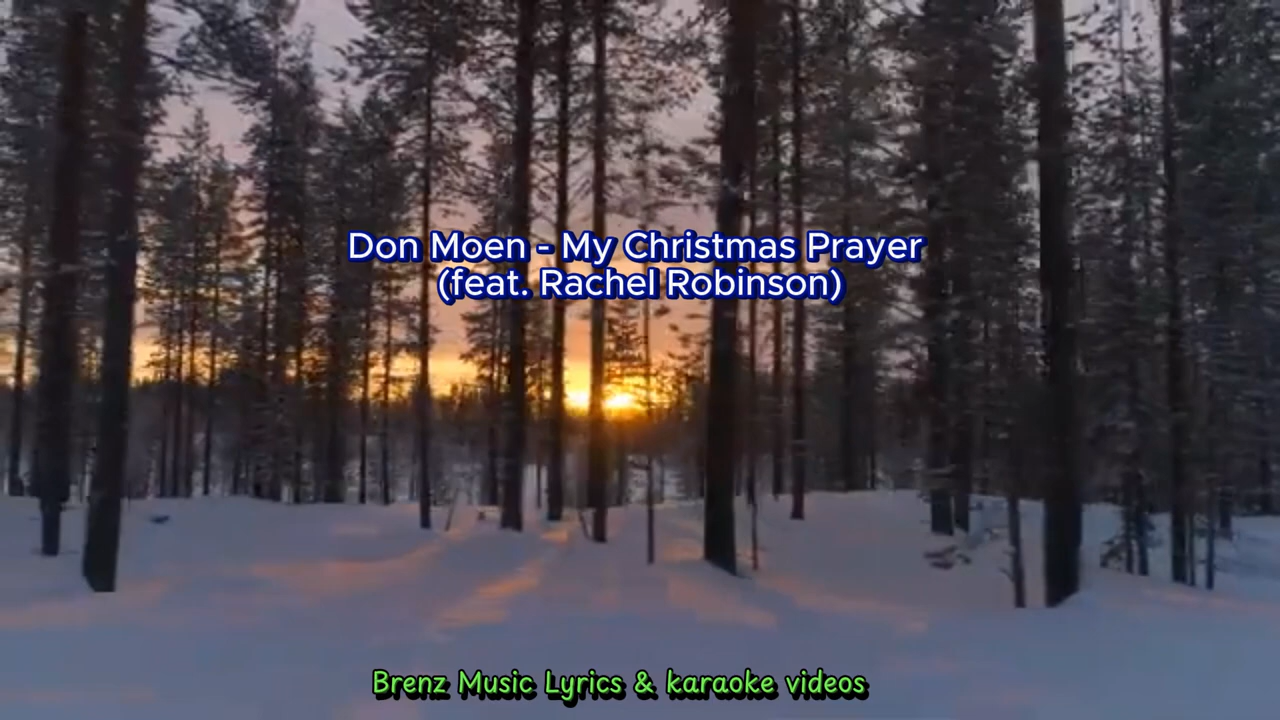 Don Moen - My Christmas Prayer
(feat. Rachel Robinson)
Brenz Music Lyrics & karaoke videos